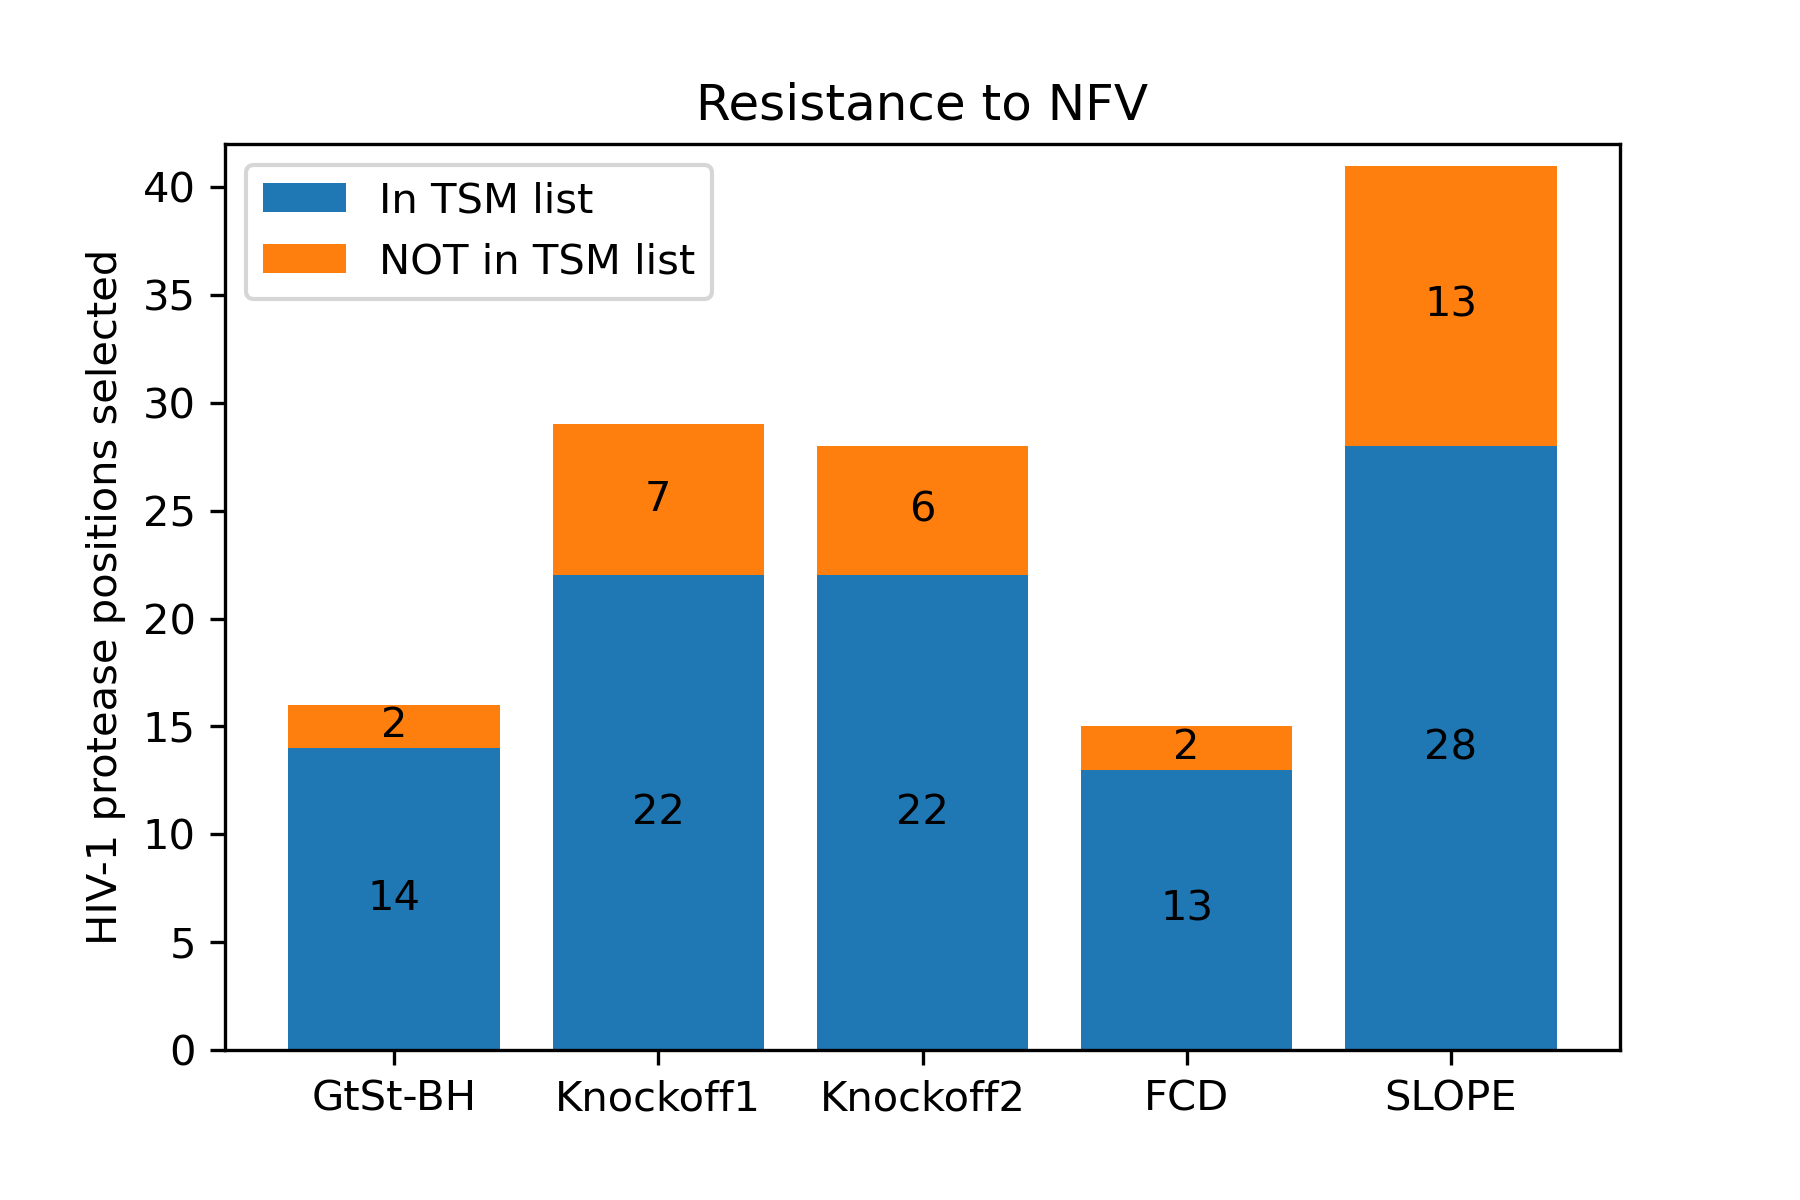 Resistance to NFV
In TSM list
NOT in TSM list
HIV-1 protease positions selected
40
35
30
25
20
15
10
5
0
2
14
7
22
6
22
2
13
13
28
GtSt-BH
Knockoff1
Knockoff2
FCD
SLOPE